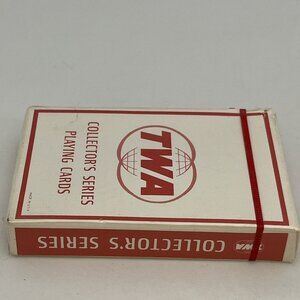 TWA
COLLECTOR'S SERIES
PLAYING CARDS
TWA COLLECTOR'S SERIES